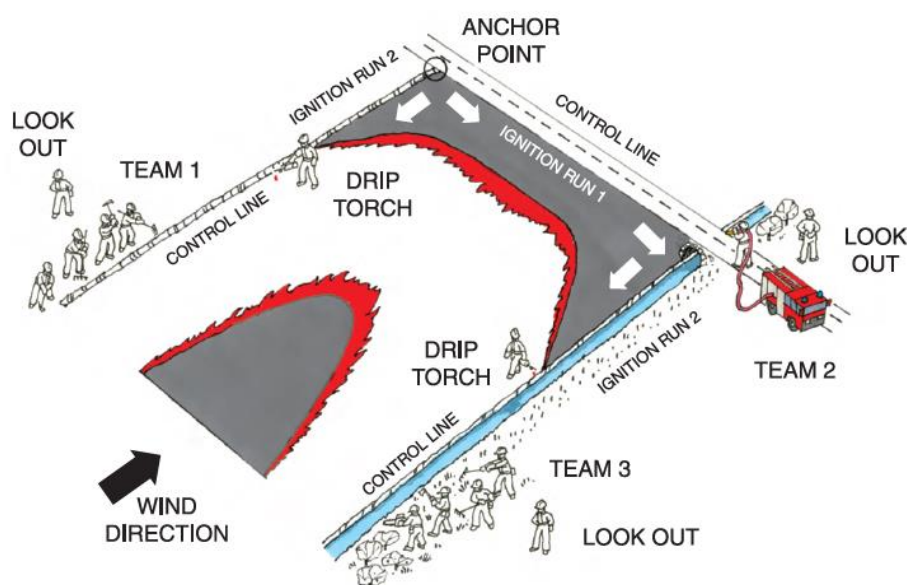 ANCHOR
POINT
IGNITION RUN 2
CONTROL LINE
LOOK
OUT
TEAM 1
IGNITION RUN 1
DRIP
TORCH
CONTROL LINE
LOOK
OUT
DRIP
TORCH
IGNITION RUN 2
TEAM 2
CONTROL LINE
TEAM 3
WIND
DIRECTION
LOOK OUT